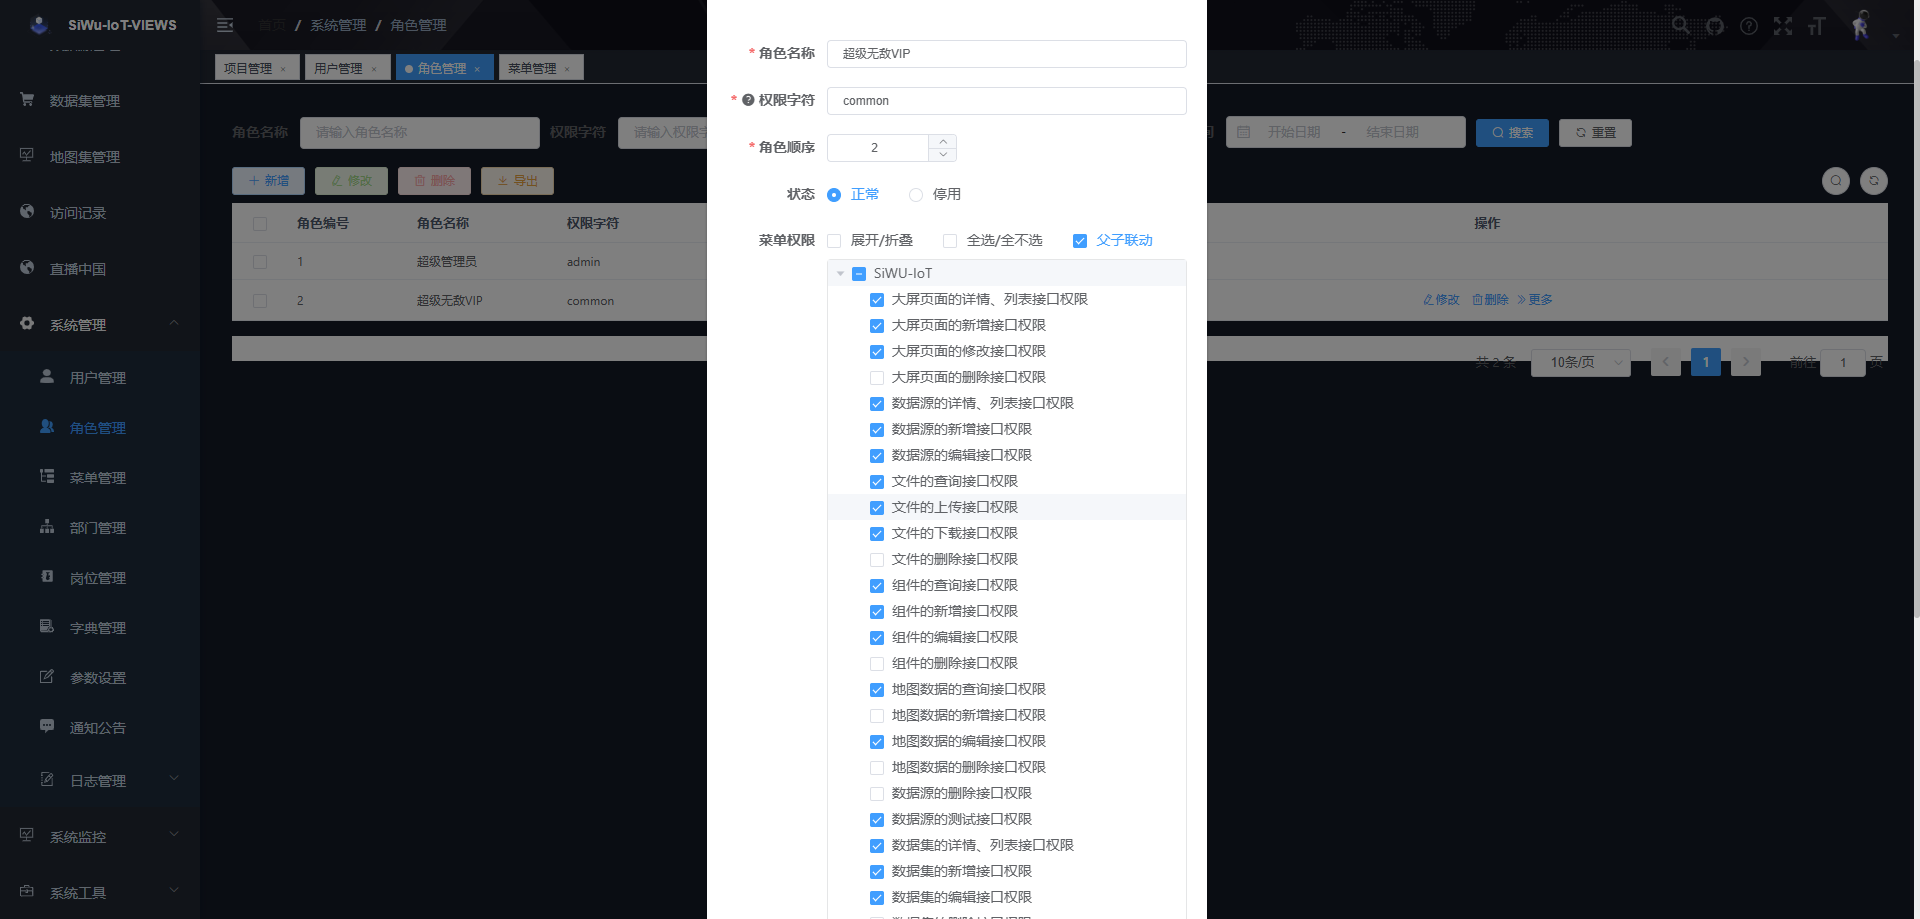 SiWu-IoT-VIEWS
首页 / 系统管理 / 角色管理
项目管理 ×
用户管理 ×
角色管理 ×
菜单管理 ×
数据集管理
地图集管理
访问记录
直播中国
系统管理
用户管理
角色管理
菜单管理
部门管理
岗位管理
字典管理
参数设置
通知公告
日志管理
系统监控
系统工具
角色名称 请输入角色名称
权限字符 请输入权限字
开始日期 - 结束日期
搜索
重置
新增
修改
删除
导出
角色编号 角色名称 权限字符 操作
1 超级管理员 admin
2 超级无敌VIP common 修改 删除 更多
共 2 条 10条/页 1 前往 1 页
* 角色名称 超级无敌VIP
* 权限字符 common
* 角色顺序 2
状态 正常 停用
菜单权限 展开/折叠 全选/全不选 父子联动
SiWU-IoT
大屏页面的详情、列表接口权限
大屏页面的新增接口权限
大屏页面的修改接口权限
大屏页面的删除接口权限
数据源的详情、列表接口权限
数据源的新增接口权限
数据源的编辑接口权限
文件的查询接口权限
文件的上传接口权限
文件的下载接口权限
文件的删除接口权限
组件的查询接口权限
组件的新增接口权限
组件的编辑接口权限
组件的删除接口权限
地图数据的查询接口权限
地图数据的新增接口权限
地图数据的编辑接口权限
地图数据的删除接口权限
数据源的删除接口权限
数据源的测试接口权限
数据集的详情、列表接口权限
数据集的新增接口权限
数据集的编辑接口权限